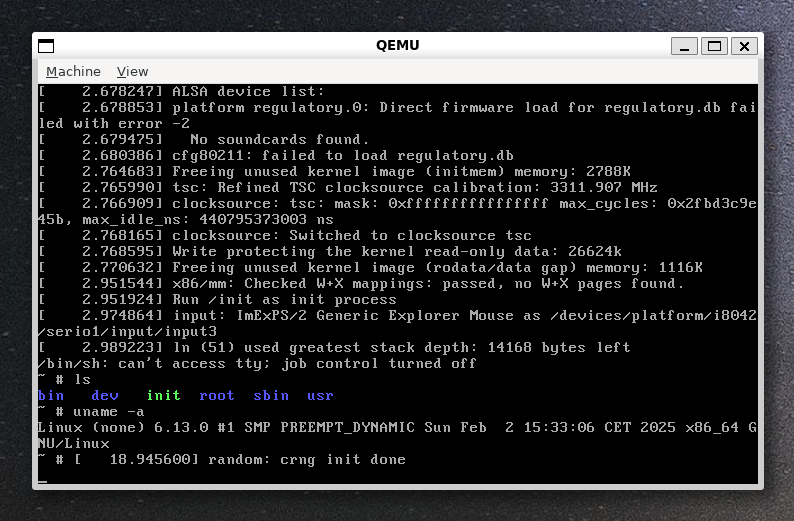 QEMU
Machine View
[    2.678247] ALSA device list:
[    2.678853] platform regulatory.0: Direct firmware load for regulatory.db fai
led with error -2
[    2.679475]   No soundcards found.
[    2.680386] cfg80211: failed to load regulatory.db
[    2.764683] Freeing unused kernel image (initmem) memory: 2788K
[    2.765990] tsc: Refined TSC clocksource calibration: 3311.907 MHz
[    2.766909] clocksource: tsc: mask: 0xffffffffffffffff max_cycles: 0x2fbd3c9e
45b, max_idle_ns: 440795373003 ns
[    2.768165] clocksource: Switched to clocksource tsc
[    2.768595] Write protecting the kernel read-only data: 26624k
[    2.770632] Freeing unused kernel image (rodata/data gap) memory: 1116K
[    2.951544] x86/mm: Checked W+X mappings: passed, no W+X pages found.
[    2.951924] Run /init as init process
[    2.974864] input: ImExPS/2 Generic Explorer Mouse as /devices/platform/i8042
/serio1/input/input3
[    2.989223] ln (51) used greatest stack depth: 14168 bytes left
/bin/sh: can't access tty; job control turned off
~ # ls
bin   dev   init  root  sbin  usr
~ # uname -a
Linux (none) 6.13.0 #1 SMP PREEMPT_DYNAMIC Sun Feb  2 15:33:06 CET 2025 x86_64 G
NU/Linux
~ # [   18.945600] random: crng init done